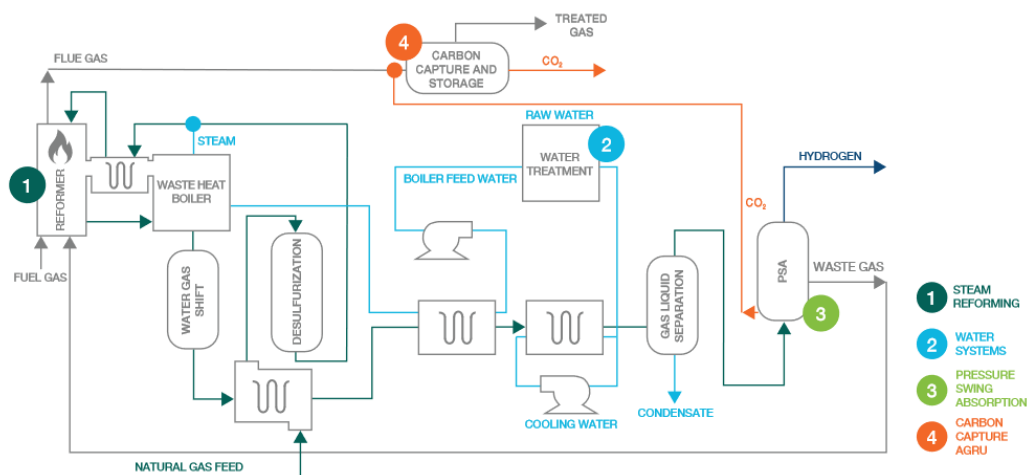 TREATED
GAS
4
FLUE GAS
CARBON
CAPTURE AND
STORAGE
CO₂
RAW WATER
STEAM
2
WATER
TREATMENT
HYDROGEN
1
REFORMER
WASTE HEAT
BOILER
BOILER FEED WATER
CO₂
FUEL GAS
WATER GAS
SHIFT
DESULFURIZATION
GAS LIQUID
SEPARATION
PSA
WASTE GAS
3
COOLING WATER
CONDENSATE
NATURAL GAS FEED
1
STEAM
REFORMING
2
WATER
SYSTEMS
3
PRESSURE
SWING
ABSORPTION
4
CARBON
CAPTURE
AGRU